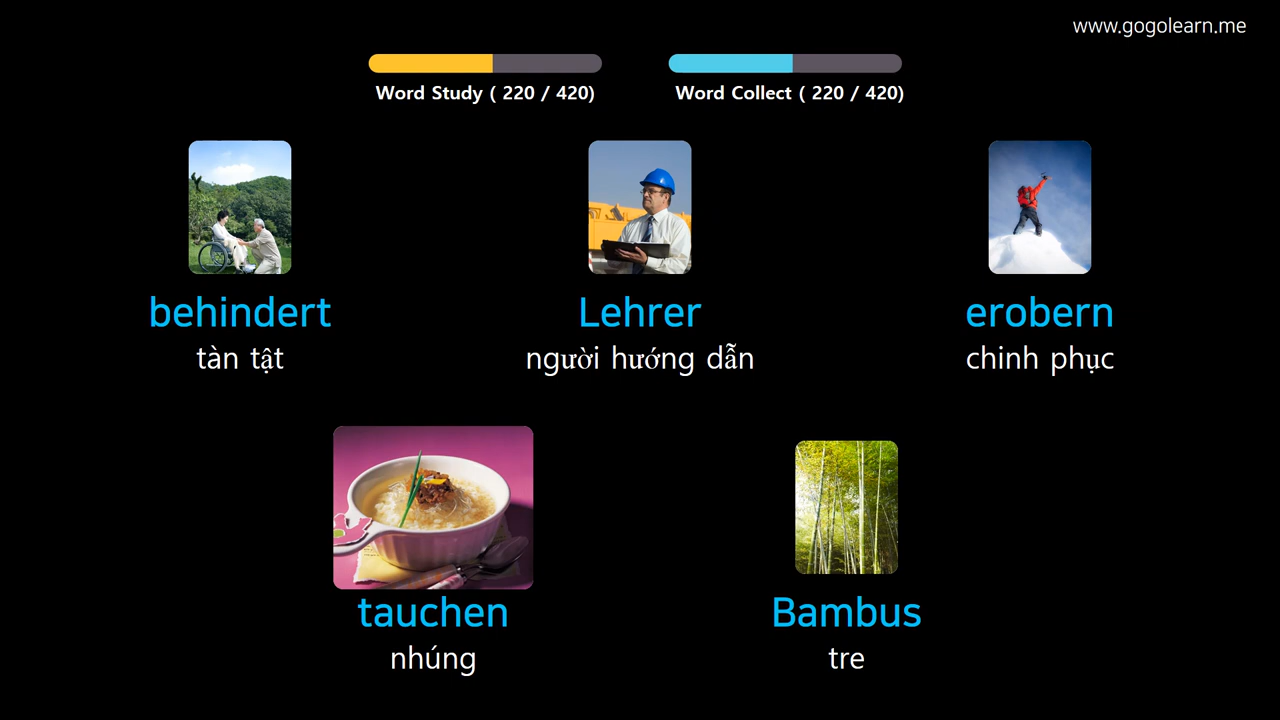 www.gogolearn.me
Word Study ( 220 / 420)
Word Collect ( 220 / 420)
behindert
tàn tật
Lehrer
người hướng dẫn
erobern
chinh phục
tauchen
nhúng
Bambus
tre